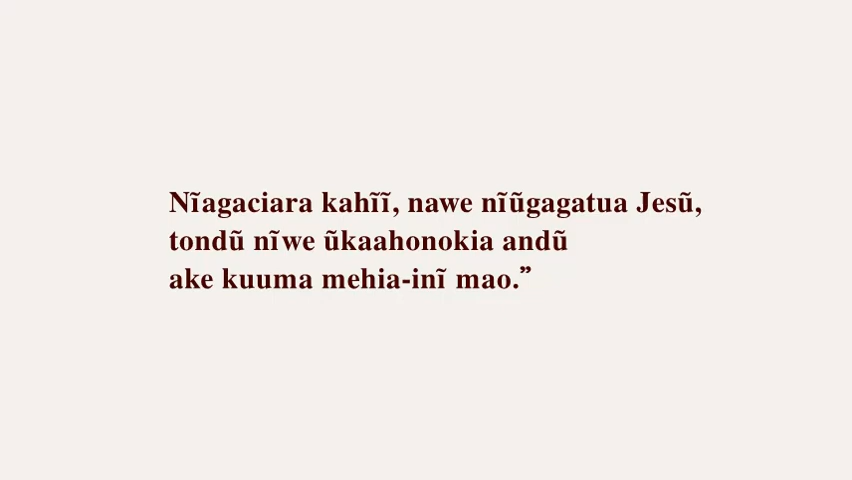 Nĩagaciara kahĩĩ, nawe nĩũgagatua Jesũ,
tondũ nĩwe ũkaahonokia andũ
ake kuuma mehia-inĩ mao.”